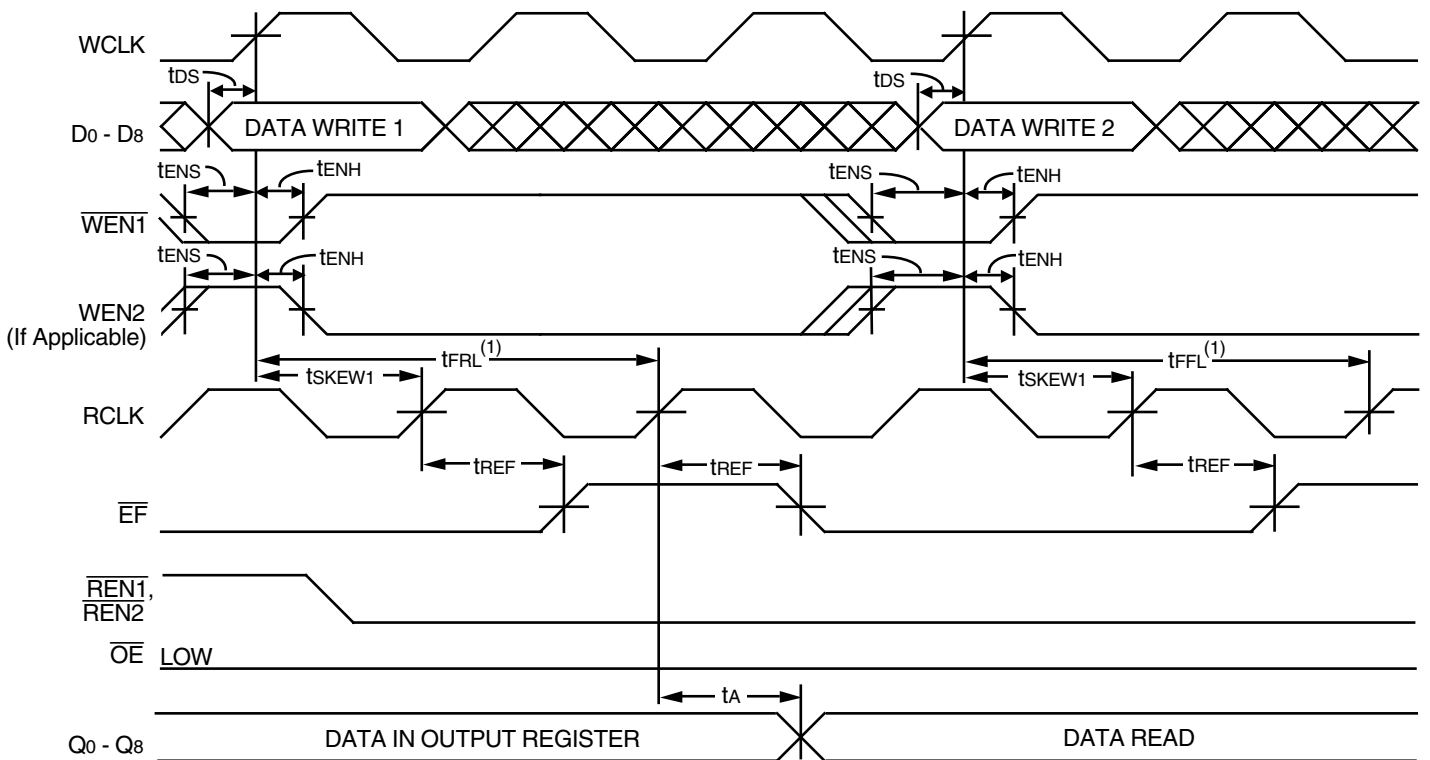 WCLK
tDS
tDS
D0 - D8
DATA WRITE 1
DATA WRITE 2
tENS
tENH
tENS
tENH
WEN1
tENS
tENH
tENS
tENH
WEN2
(If Applicable)
tFRL(1)
tFFL(1)
tSKEW1
tSKEW1
RCLK
tREF
tREF
tREF
EF
REN1,
REN2
OE
LOW
tA
Q0 - Q8
DATA IN OUTPUT REGISTER
DATA READ